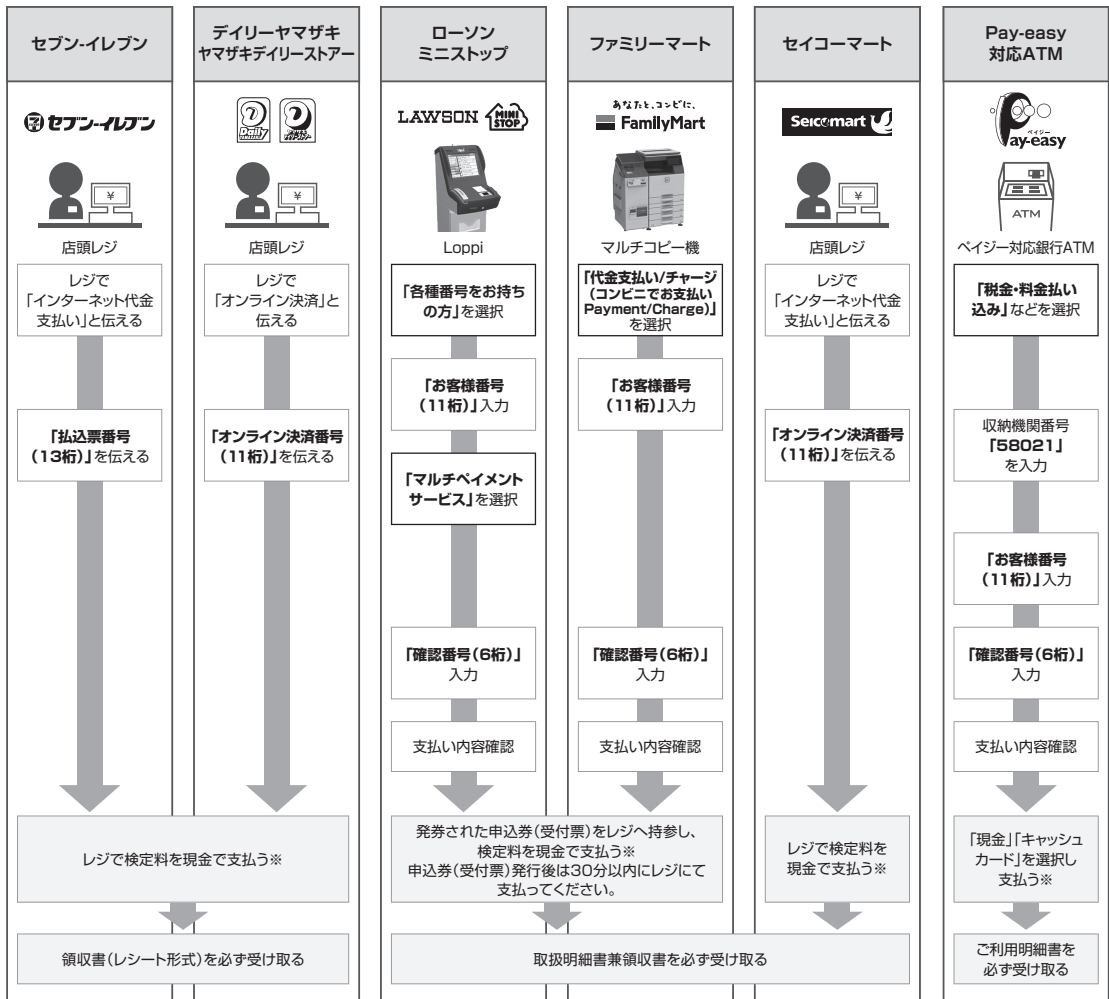 セブン-イレブン
デイリーヤマザキ
ヤマザキデイリーストアー
ローソン
ミニストップ
ファミリーマート
セイコーマート
Pay-easy
対応ATM
セブン-イレブン
Daily
LAWSON
MINI
STOP
あなたと、コンビに、
FamilyMart
Seicomart
ペイジー
Pay-easy
¥
¥
¥
ATM
店頭レジ
店頭レジ
Loppi
マルチコピー機
店頭レジ
ペイジー対応銀行ATM
レジで
「インターネット代金
支払い」と伝える
レジで
「オンライン決済」と
伝える
「各種番号をお持ち
の方」を選択
「代金支払い/チャージ
(コンビニでお支払い
Payment/Charge)」
を選択
レジで
「インターネット代金
支払い」と伝える
「税金・料金払い
込み」などを選択
「お客様番号
(11桁)」入力
「お客様番号
(11桁)」入力
「払込票番号
(13桁)」を伝える
「オンライン決済番号
(11桁)」を伝える
「マルチペイメント
サービス」を選択
「オンライン決済番号
(11桁)」を伝える
収納機関番号
「58021」
を入力
「お客様番号
(11桁)」入力
「確認番号(6桁)」
入力
「確認番号(6桁)」
入力
「確認番号(6桁)」
入力
支払い内容確認
支払い内容確認
支払い内容確認
レジで検定料を現金で支払う※
発券された申込券(受付票)をレジへ持参し、
検定料を現金で支払う※
申込券(受付票)発行後は30分以内にレジにて
支払ってください。
レジで検定料を
現金で支払う※
「現金」「キャッシュ
カード」を選択し
支払う※
領収書(レシート形式)を必ず受け取る
取扱明細書兼領収書を必ず受け取る
ご利用明細書を
必ず受け取る